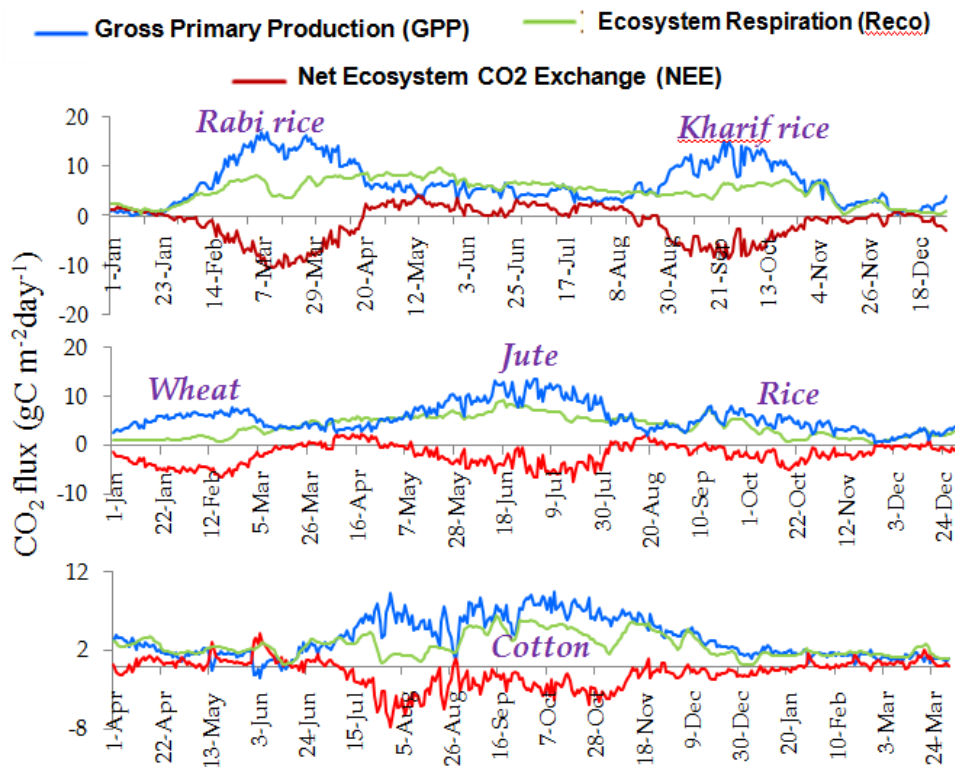 Gross Primary Production (GPP)
Ecosystem Respiration (Reco)
Net Ecosystem CO2 Exchange (NEE)
CO₂ flux (gC m⁻²day⁻¹)
20
10
0
-10
-20
Rabi rice
Kharif rice
1-Jan
23-Jan
14-Feb
7-Mar
29-Mar
20-Apr
12-May
3-Jun
25-Jun
17-Jul
8-Aug
30-Aug
21-Sep
13-Oct
4-Nov
26-Nov
18-Dec
20
10
0
-10
Wheat
Jute
Rice
1-Jan
22-Jan
12-Feb
5-Mar
26-Mar
16-Apr
7-May
28-May
18-Jun
9-Jul
30-Jul
20-Aug
10-Sep
1-Oct
22-Oct
12-Nov
3-Dec
24-Dec
12
2
-8
Cotton
1-Apr
22-Apr
13-May
3-Jun
24-Jun
15-Jul
5-Aug
26-Aug
16-Sep
7-Oct
28-Oct
18-Nov
9-Dec
30-Dec
20-Jan
10-Feb
3-Mar
24-Mar